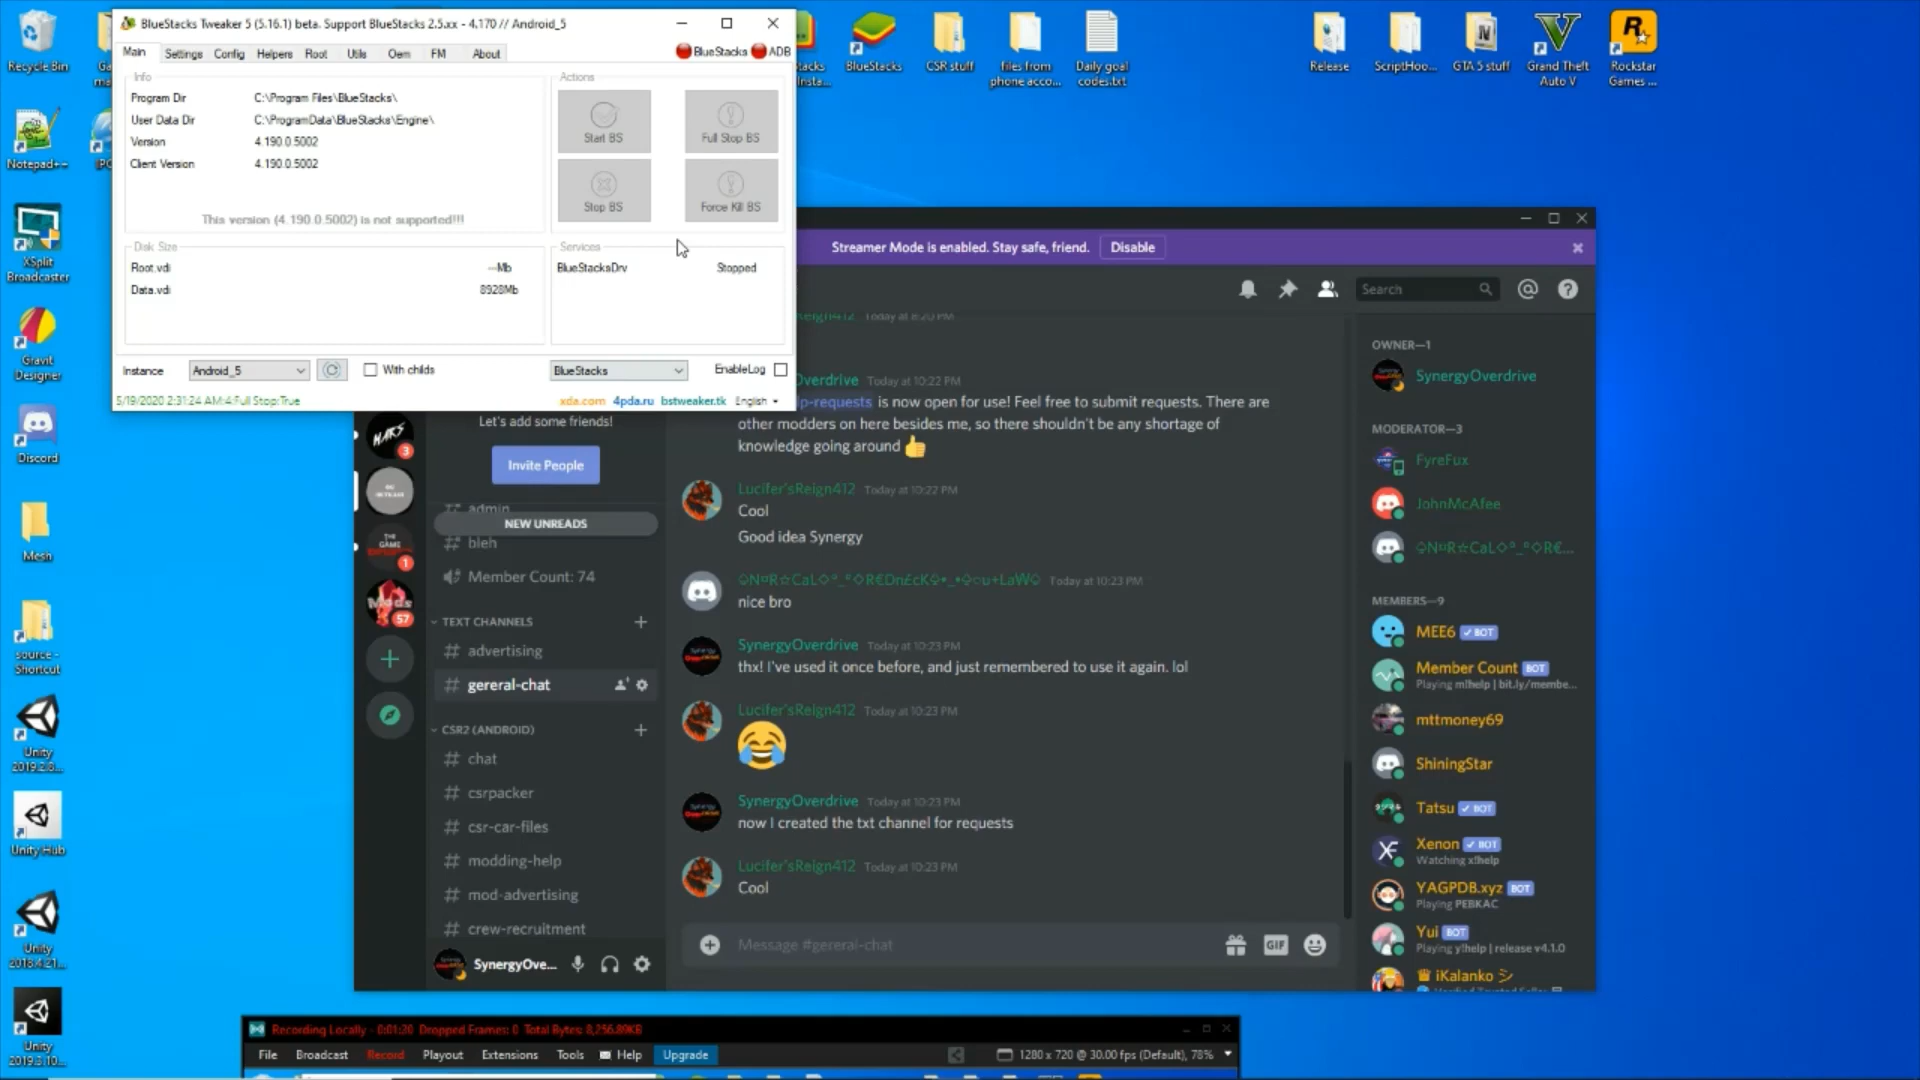 BlueStacks Tweaker 5 (5.16.1) beta. Support BlueStacks 2.5.xx - 4.170 // Android_5
Main Settings Config Helpers Root Utils Oem FM About
BlueStacks ADB
Info
Program Dir C:\Program Files\BlueStacks\
User Data Dir C:\ProgramData\BlueStacks\Engine\
Version 4.190.0.5002
Client Version 4.190.0.5002
This version (4.190.0.5002) is not supported!!!
Actions
Start BS Full Stop BS
Stop BS Force Kill BS
Disk Size
Root.vdi ---Mb
Data.vdi 8928Mb
Services
BlueStacksDrv Stopped
Instance Android_5 With childs BlueStacks EnableLog
5/19/2020 2:31:24 AM:4:Full Stop:True
xda.com 4pda.ru bstweaker.tk English
Recycle Bin
Notepad++
XSplit Broadcaster
Gravit Designer
Discord
Mesh
source - Shortcut
Unity 2019.2.8...
Unity Hub
Unity 2018.4.21...
Unity 2019.3.10...
BlueStacks
CSR stuff
files from phone acco...
Daily goal codes.txt
Release
ScriptHoo...
GTA 5 stuff
Grand Theft Auto V
Rockstar Games ...
Streamer Mode is enabled. Stay safe, friend. Disable
Search
Let's add some friends!
Invite People
admin
NEW UNREADS
bleh
Member Count: 74
TEXT CHANNELS
advertising
gereral-chat
CSR2 (ANDROID)
chat
csrpacker
csr-car-files
modding-help
mod-advertising
crew-recruitment
SynergyOve...
3
1
57
Today at 8:20 PM
Overdrive Today at 10:22 PM
p-requests is now open for use! Feel free to submit requests. There are
other modders on here besides me, so there shouldn't be any shortage of
knowledge going around
Lucifer'sReign412 Today at 10:22 PM
Cool
Good idea Synergy
Today at 10:23 PM
nice bro
SynergyOverdrive Today at 10:23 PM
thx! I've used it once before, and just remembered to use it again. lol
Lucifer'sReign412 Today at 10:23 PM
SynergyOverdrive Today at 10:23 PM
now I created the txt channel for requests
Lucifer'sReign412 Today at 10:23 PM
Cool
Message #gereral-chat
GIF
OWNER—1
SynergyOverdrive
MODERATOR—3
FyreFux
JohnMcAfee
MEMBERS—9
MEE6 BOT
Member Count BOT
Playing m!help | bit.ly/membe...
mttmoney69
ShiningStar
Tatsu BOT
Xenon BOT
Watching x!help
YAGPDB.xyz BOT
Playing PEBKAC
Yui BOT
Playing y!help | release v4.1.0
iKalanko シ
Recording Locally - 0:01:20 Dropped Frames: 0 Total Bytes: 8,256.89KB
File Broadcast Record Playout Extensions Tools Help Upgrade
1280 x 720 @ 30.00 fps (Default), 78%